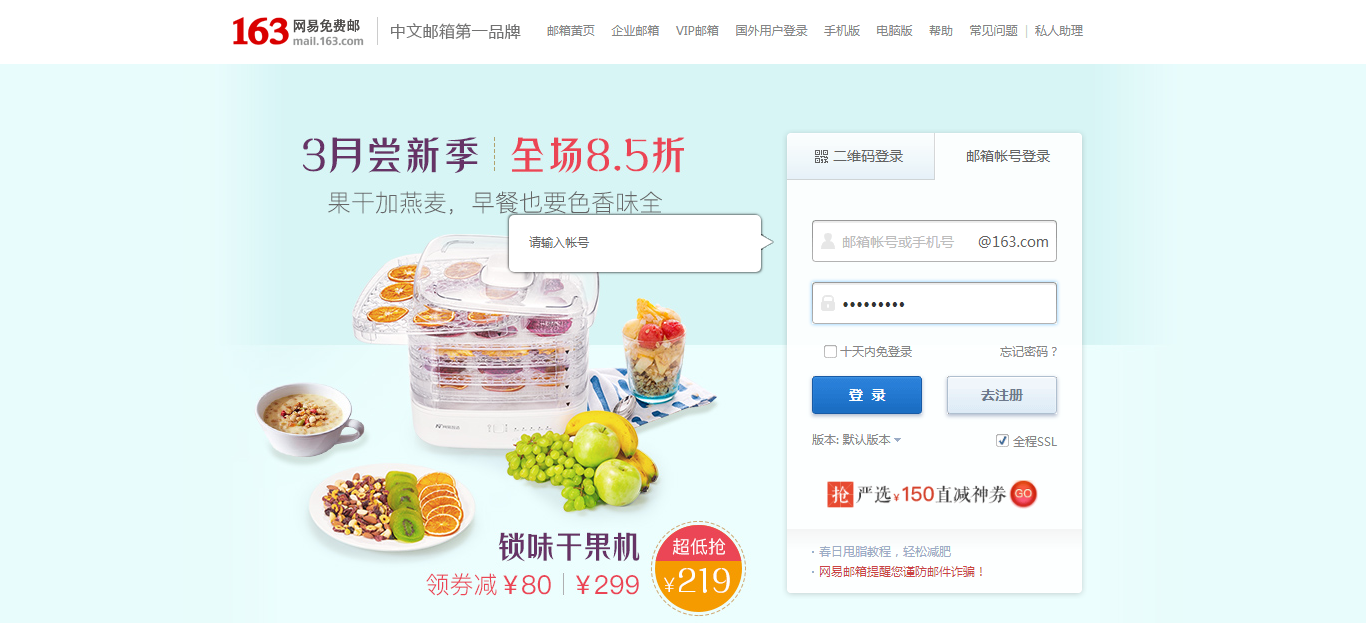 163 网易免费邮
mail.163.com
中文邮箱第一品牌
邮箱黄页 企业邮箱 VIP邮箱 国外用户登录 手机版 电脑版 帮助 常见问题 | 私人助理
3月尝新季 全场8.5折
果干加燕麦，早餐也要色香味全
请输入帐号
锁味干果机
领券减￥80 ￥299
超低抢
￥219
二维码登录 邮箱帐号登录
邮箱帐号或手机号 @163.com
•••••••••
十天内免登录 忘记密码？
登 录 去注册
版本: 默认版本 全程SSL
抢 严选¥150直减神券 GO
· 春日甩脂教程，轻松减肥
· 网易邮箱提醒您谨防邮件诈骗！